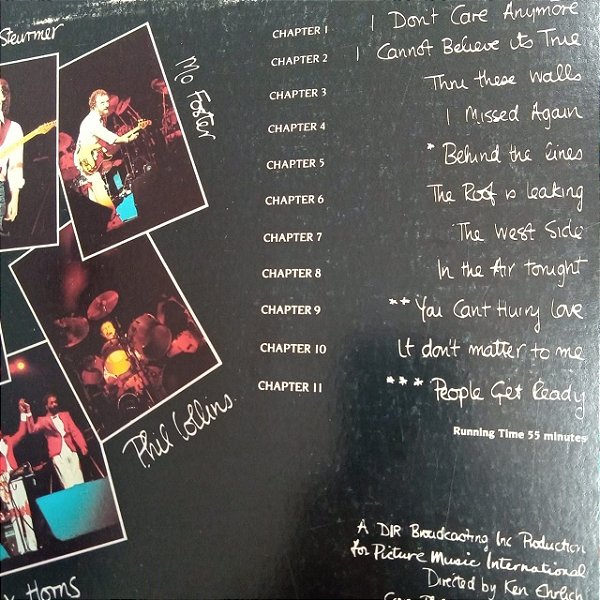 Steurmer
Mo Foster
CHAPTER 1 I Don't Care Anymore
CHAPTER 2 I Cannot Believe its True
CHAPTER 3 Thru these Walls
CHAPTER 4 I Missed Again
CHAPTER 5 * Behind the Lines
CHAPTER 6 The Roof is leaking
CHAPTER 7 The West Side
CHAPTER 8 In the Air tonight
CHAPTER 9 ** You Cant Hurry love
CHAPTER 10 It don't matter to me
CHAPTER 11 *** People Get Ready
Running Time 55 minutes
Phil Collins.
A DIR Broadcasting Inc Production
for Picture Music International
Directed by Ken Ehrlich
Horns